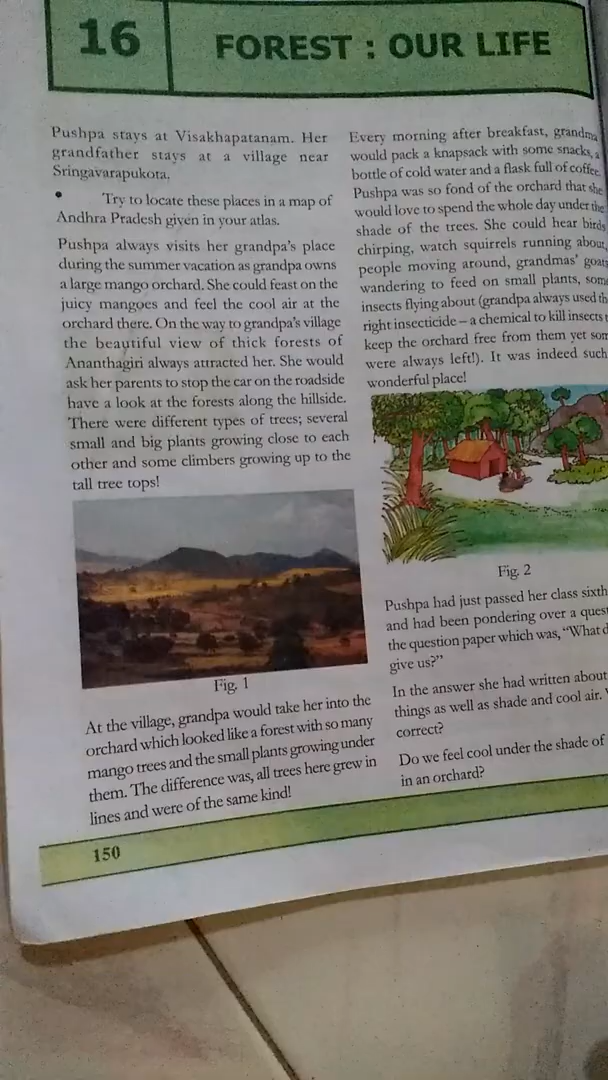 16
FOREST : OUR LIFE
Pushpa stays at Visakhapatanam. Her
grandfather stays at a village near
Sringavarapukota.
• Try to locate these places in a map of
Andhra Pradesh given in your atlas.
Pushpa always visits her grandpa's place
during the summer vacation as grandpa owns
a large mango orchard. She could feast on the
juicy mangoes and feel the cool air at the
orchard there. On the way to grandpa's village
the beautiful view of thick forests of
Ananthagiri always attracted her. She would
ask her parents to stop the car on the roadside
have a look at the forests along the hillside.
There were different types of trees; several
small and big plants growing close to each
other and some climbers growing up to the
tall tree tops!
Fig. 1
At the village, grandpa would take her into the
orchard which looked like a forest with so many
mango trees and the small plants growing under
them. The difference was, all trees here grew in
lines and were of the same kind!
Every morning after breakfast, grandma
would pack a knapsack with some snacks, a
bottle of cold water and a flask full of coffee.
Pushpa was so fond of the orchard that she
would love to spend the whole day under the
shade of the trees. She could hear birds
chirping, watch squirrels running about,
people moving around, grandmas' goats
wandering to feed on small plants, some
insects flying about (grandpa always used
right insecticide – a chemical to kill insects
keep the orchard free from them yet
were always left!). It was indeed such
wonderful place!
Fig. 2
Pushpa had just passed her class sixth
and had been pondering over a
the question paper which was, "What
give us?"
In the answer she had written about
things as well as shade and cool air.
correct?
Do we feel cool under the shade of
in an orchard?
150